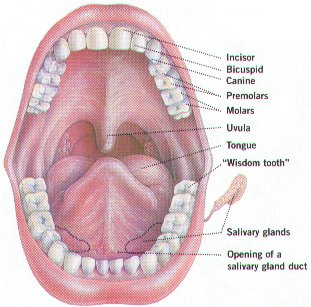 Incisor
Bicuspid
Canine
Premolars
Molars
Uvula
Tongue
"Wisdom tooth"
Salivary glands
Opening of a
salivary gland duct